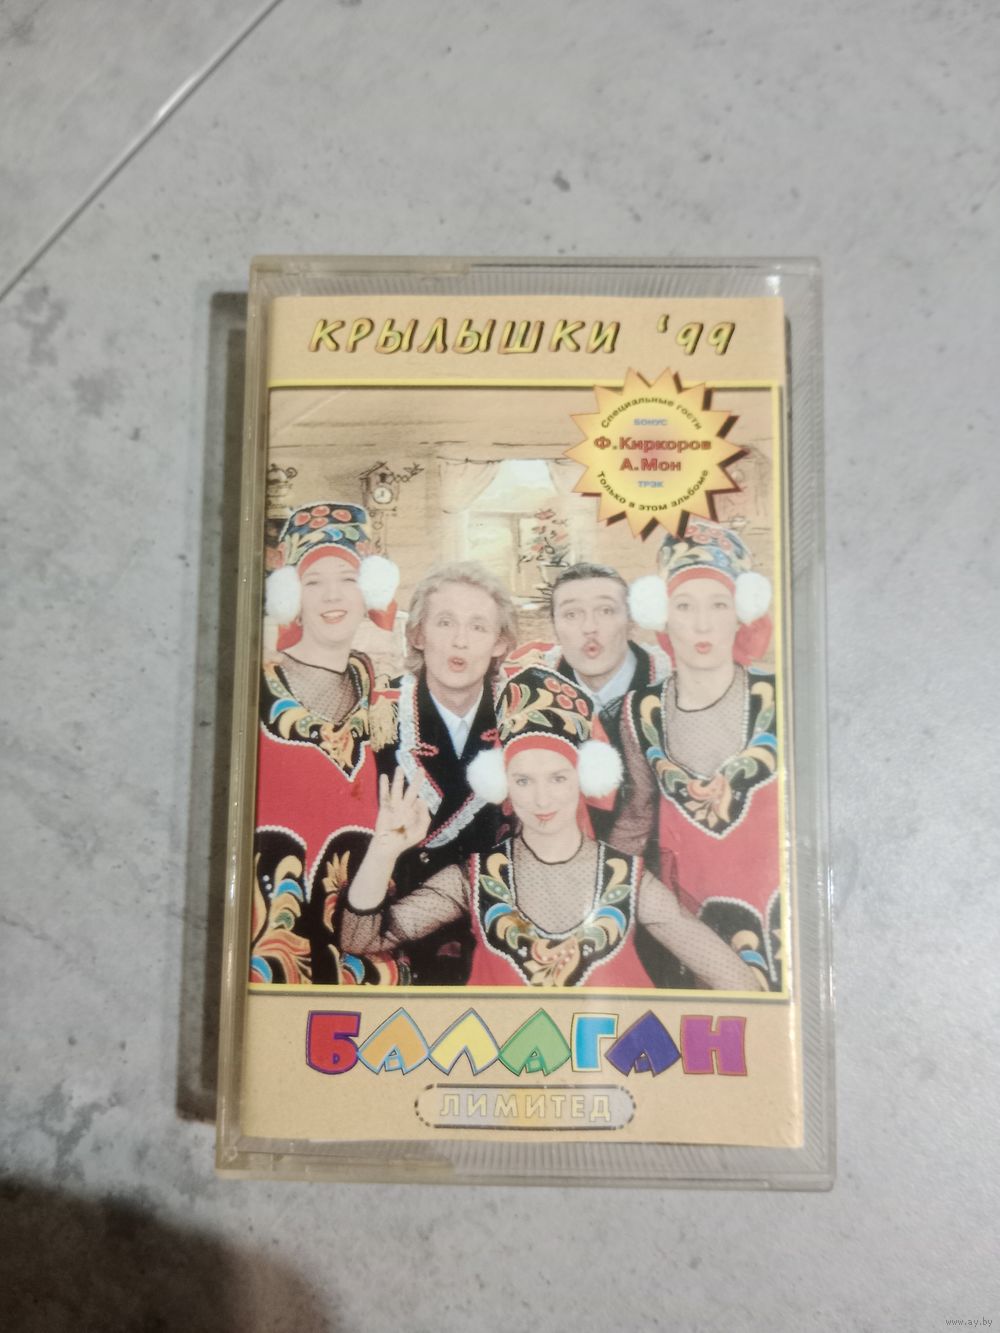 КРЫЛЫШКИ '99
Специальные гости
БОНУС
Ф.Киркоров
А.Мон
ТРЭК
Только в этом альбоме
БАЛАГАН
ЛИМИТЕД
www.ay.by